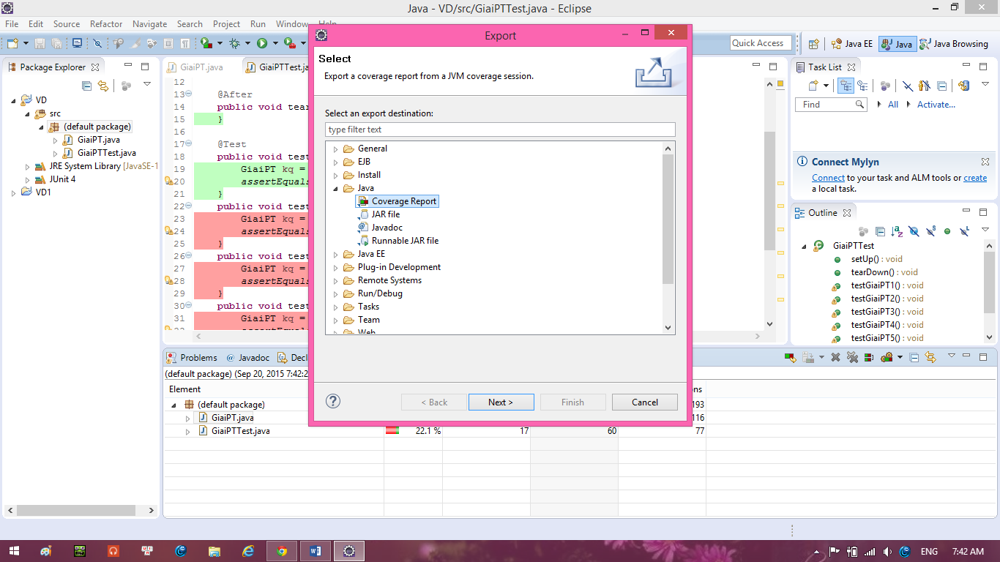 Java - VD/src/GiaiPTTest.java - Eclipse
File Edit Source Refactor Navigate Search Project Run Window Help
Quick Access
Java EE
Java
Java Browsing
Package Explorer
VD
src
(default package)
GiaiPT.java
GiaiPTTest.java
JRE System Library [JavaSE-1
JUnit 4
VD1
GiaiPT.java
GiaiPTTest.ja
12
13 @After
14 public void tear
15 }
16
17 @Test
18 public void test
19 GiaiPT kq =
20 assertEquals
21 }
22 public void test
23 GiaiPT kq =
24 assertEquals
25 }
26 public void test
27 GiaiPT kq =
28 assertEquals
29 }
30 public void test
31 GiaiPT kq =
Export
Select
Export a coverage report from a JVM coverage session.
Select an export destination:
type filter text
General
EJB
Install
Java
Coverage Report
JAR file
Javadoc
Runnable JAR file
Java EE
Plug-in Development
Remote Systems
Run/Debug
Tasks
Team
Web
< Back
Next >
Finish
Cancel
Task List
Find
All
Activate...
Connect Mylyn
Connect to your task and ALM tools or create
a local task.
Outline
GiaiPTTest
setUp() : void
tearDown() : void
testGiaiPT1() : void
testGiaiPT2() : void
testGiaiPT3() : void
testGiaiPT4() : void
testGiaiPT5() : void
Problems
@ Javadoc
Decl
(default package) (Sep 20, 2015 7:42:2
Element
ons
(default package)
193
GiaiPT.java
116
GiaiPTTest.java 22.1 % 17 60 77
ENG
7:42 AM